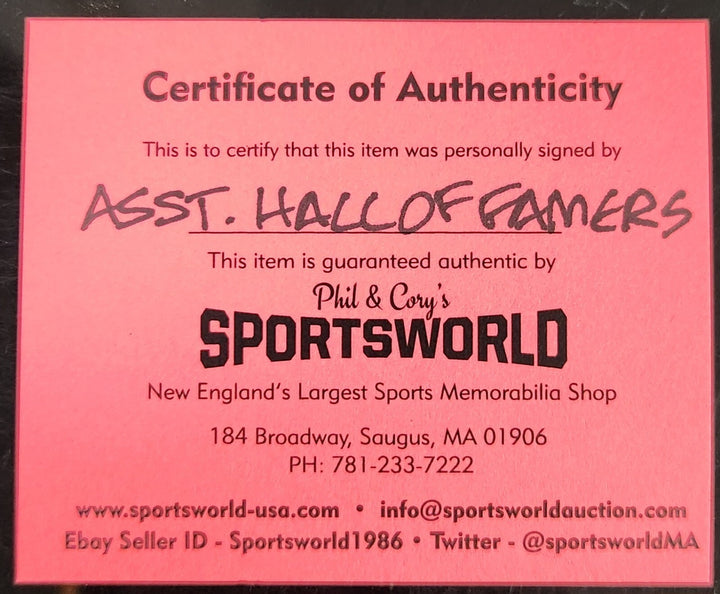 Certificate of Authenticity
This is to certify that this item was personally signed by
ASST. HALL OF FAMERS
This item is guaranteed authentic by
Phil & Cory's
SPORTSWORLD
New England's Largest Sports Memorabilia Shop
184 Broadway, Saugus, MA 01906
PH: 781-233-7222
www.sportsworld-usa.com • info@sportsworldauction.com
Ebay Seller ID - Sportsworld1986 • Twitter - @sportsworldMA